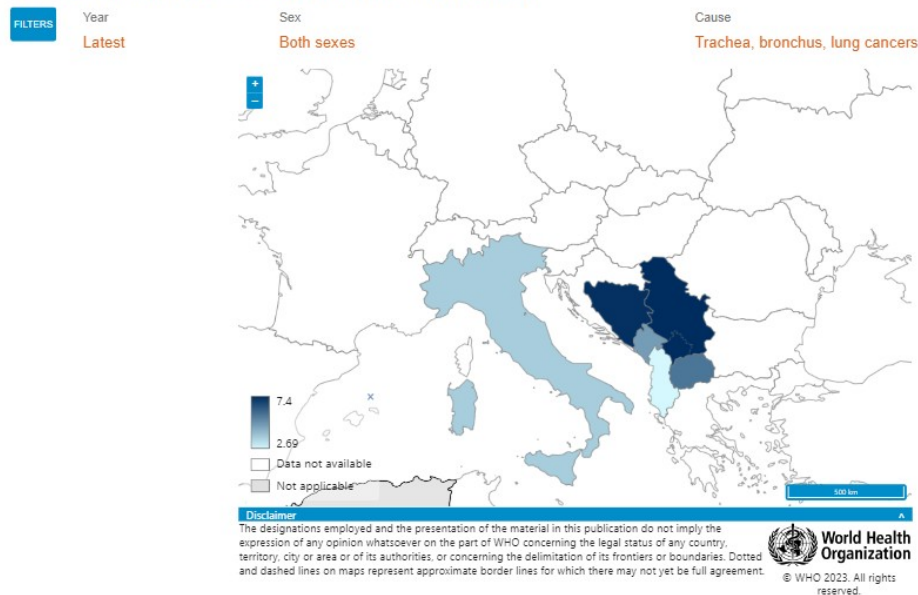 FILTERS
Year
Latest
Sex
Both sexes
Cause
Trachea, bronchus, lung cancers
+
−
7.4
2.69
Data not available
Not applicable
500 km
Disclaimer
The designations employed and the presentation of the material in this publication do not imply the
expression of any opinion whatsoever on the part of WHO concerning the legal status of any country,
territory, city or area or of its authorities, or concerning the delimitation of its frontiers or boundaries. Dotted
and dashed lines on maps represent approximate border lines for which there may not yet be full agreement.
World Health
Organization
© WHO 2023. All rights
reserved.